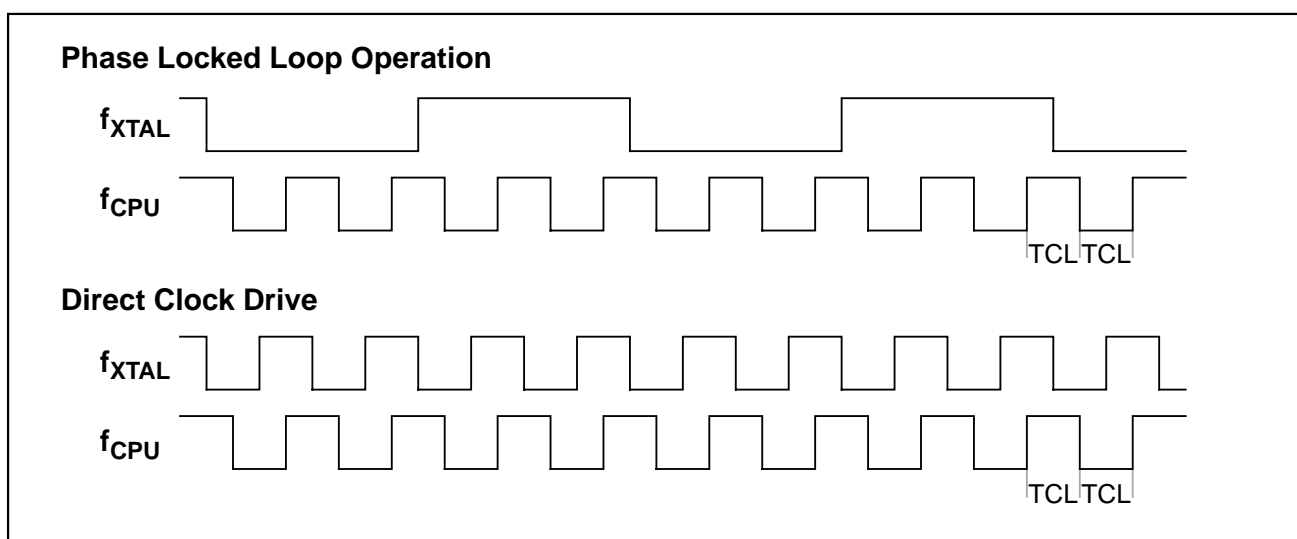 Phase Locked Loop Operation
fXTAL
fCPU
TCL TCL
Direct Clock Drive
fXTAL
fCPU
TCL TCL